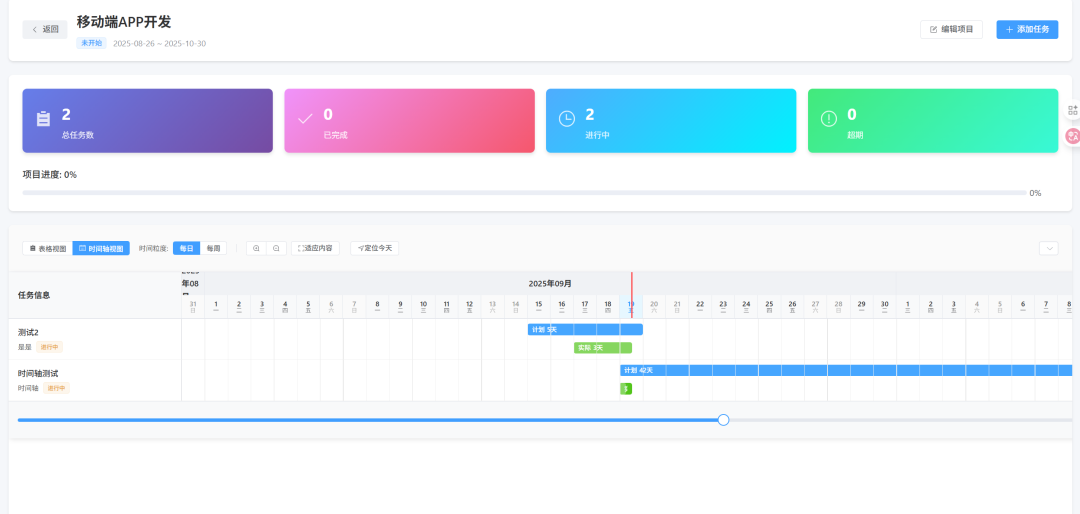 返回
移动端APP开发
未开始 2025-08-26 ~ 2025-10-30
编辑项目
添加任务
2
总任务数
0
已完成
2
进行中
0
超期
项目进度: 0%
0%
表格视图 时间轴视图 时间粒度: 每日 每周 适应内容 定位今天
任务信息
年08
2025年09月
31 1 2 3 4 5 6 7 8 9 10 11 12 13 14 15 16 17 18 19 20 21 22 23 24 25 26 27 28 29 30 1 2 3 4 5 6 7 8
日 一 二 三 四 五 六 日 一 二 三 四 五 六 日 一 二 三 四 五 六 日 一 二 三 四 五 六 日 一 二 三 四 五 六 日 一 二 三
测试2
是是 进行中
计划 5天
实际 3天
时间轴测试
时间轴 进行中
计划 42天